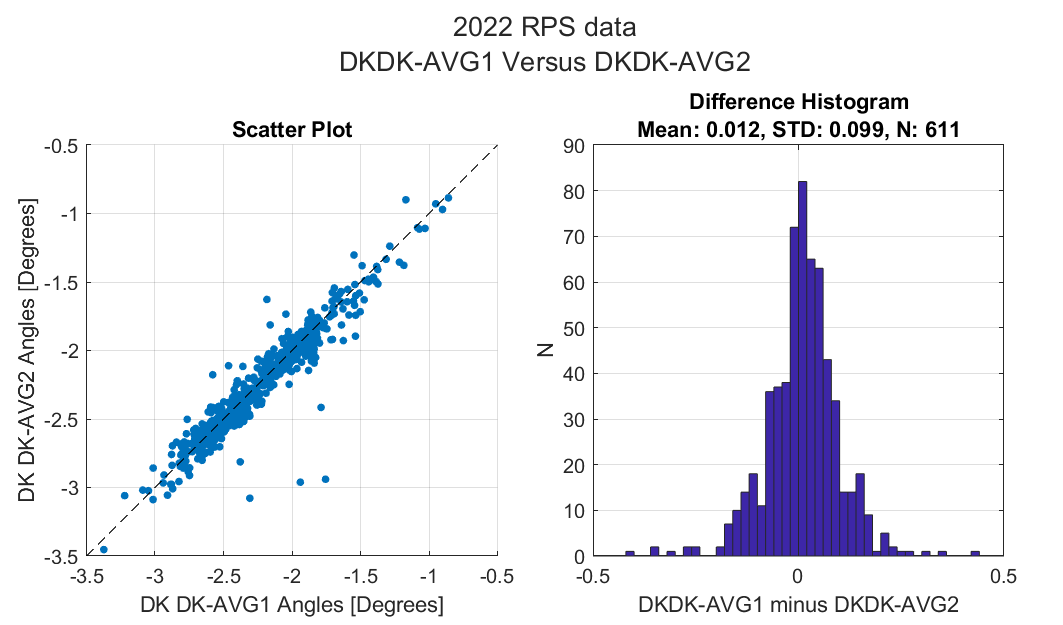 2022 RPS data
DKDK-AVG1 Versus DKDK-AVG2
Scatter Plot
DK DK-AVG2 Angles [Degrees]
-0.5
-1
-1.5
-2
-2.5
-3
-3.5
-3.5 -3 -2.5 -2 -1.5 -1 -0.5
DK DK-AVG1 Angles [Degrees]
Difference Histogram
Mean: 0.012, STD: 0.099, N: 611
N
90
80
70
60
50
40
30
20
10
0
-0.5 0 0.5
DKDK-AVG1 minus DKDK-AVG2